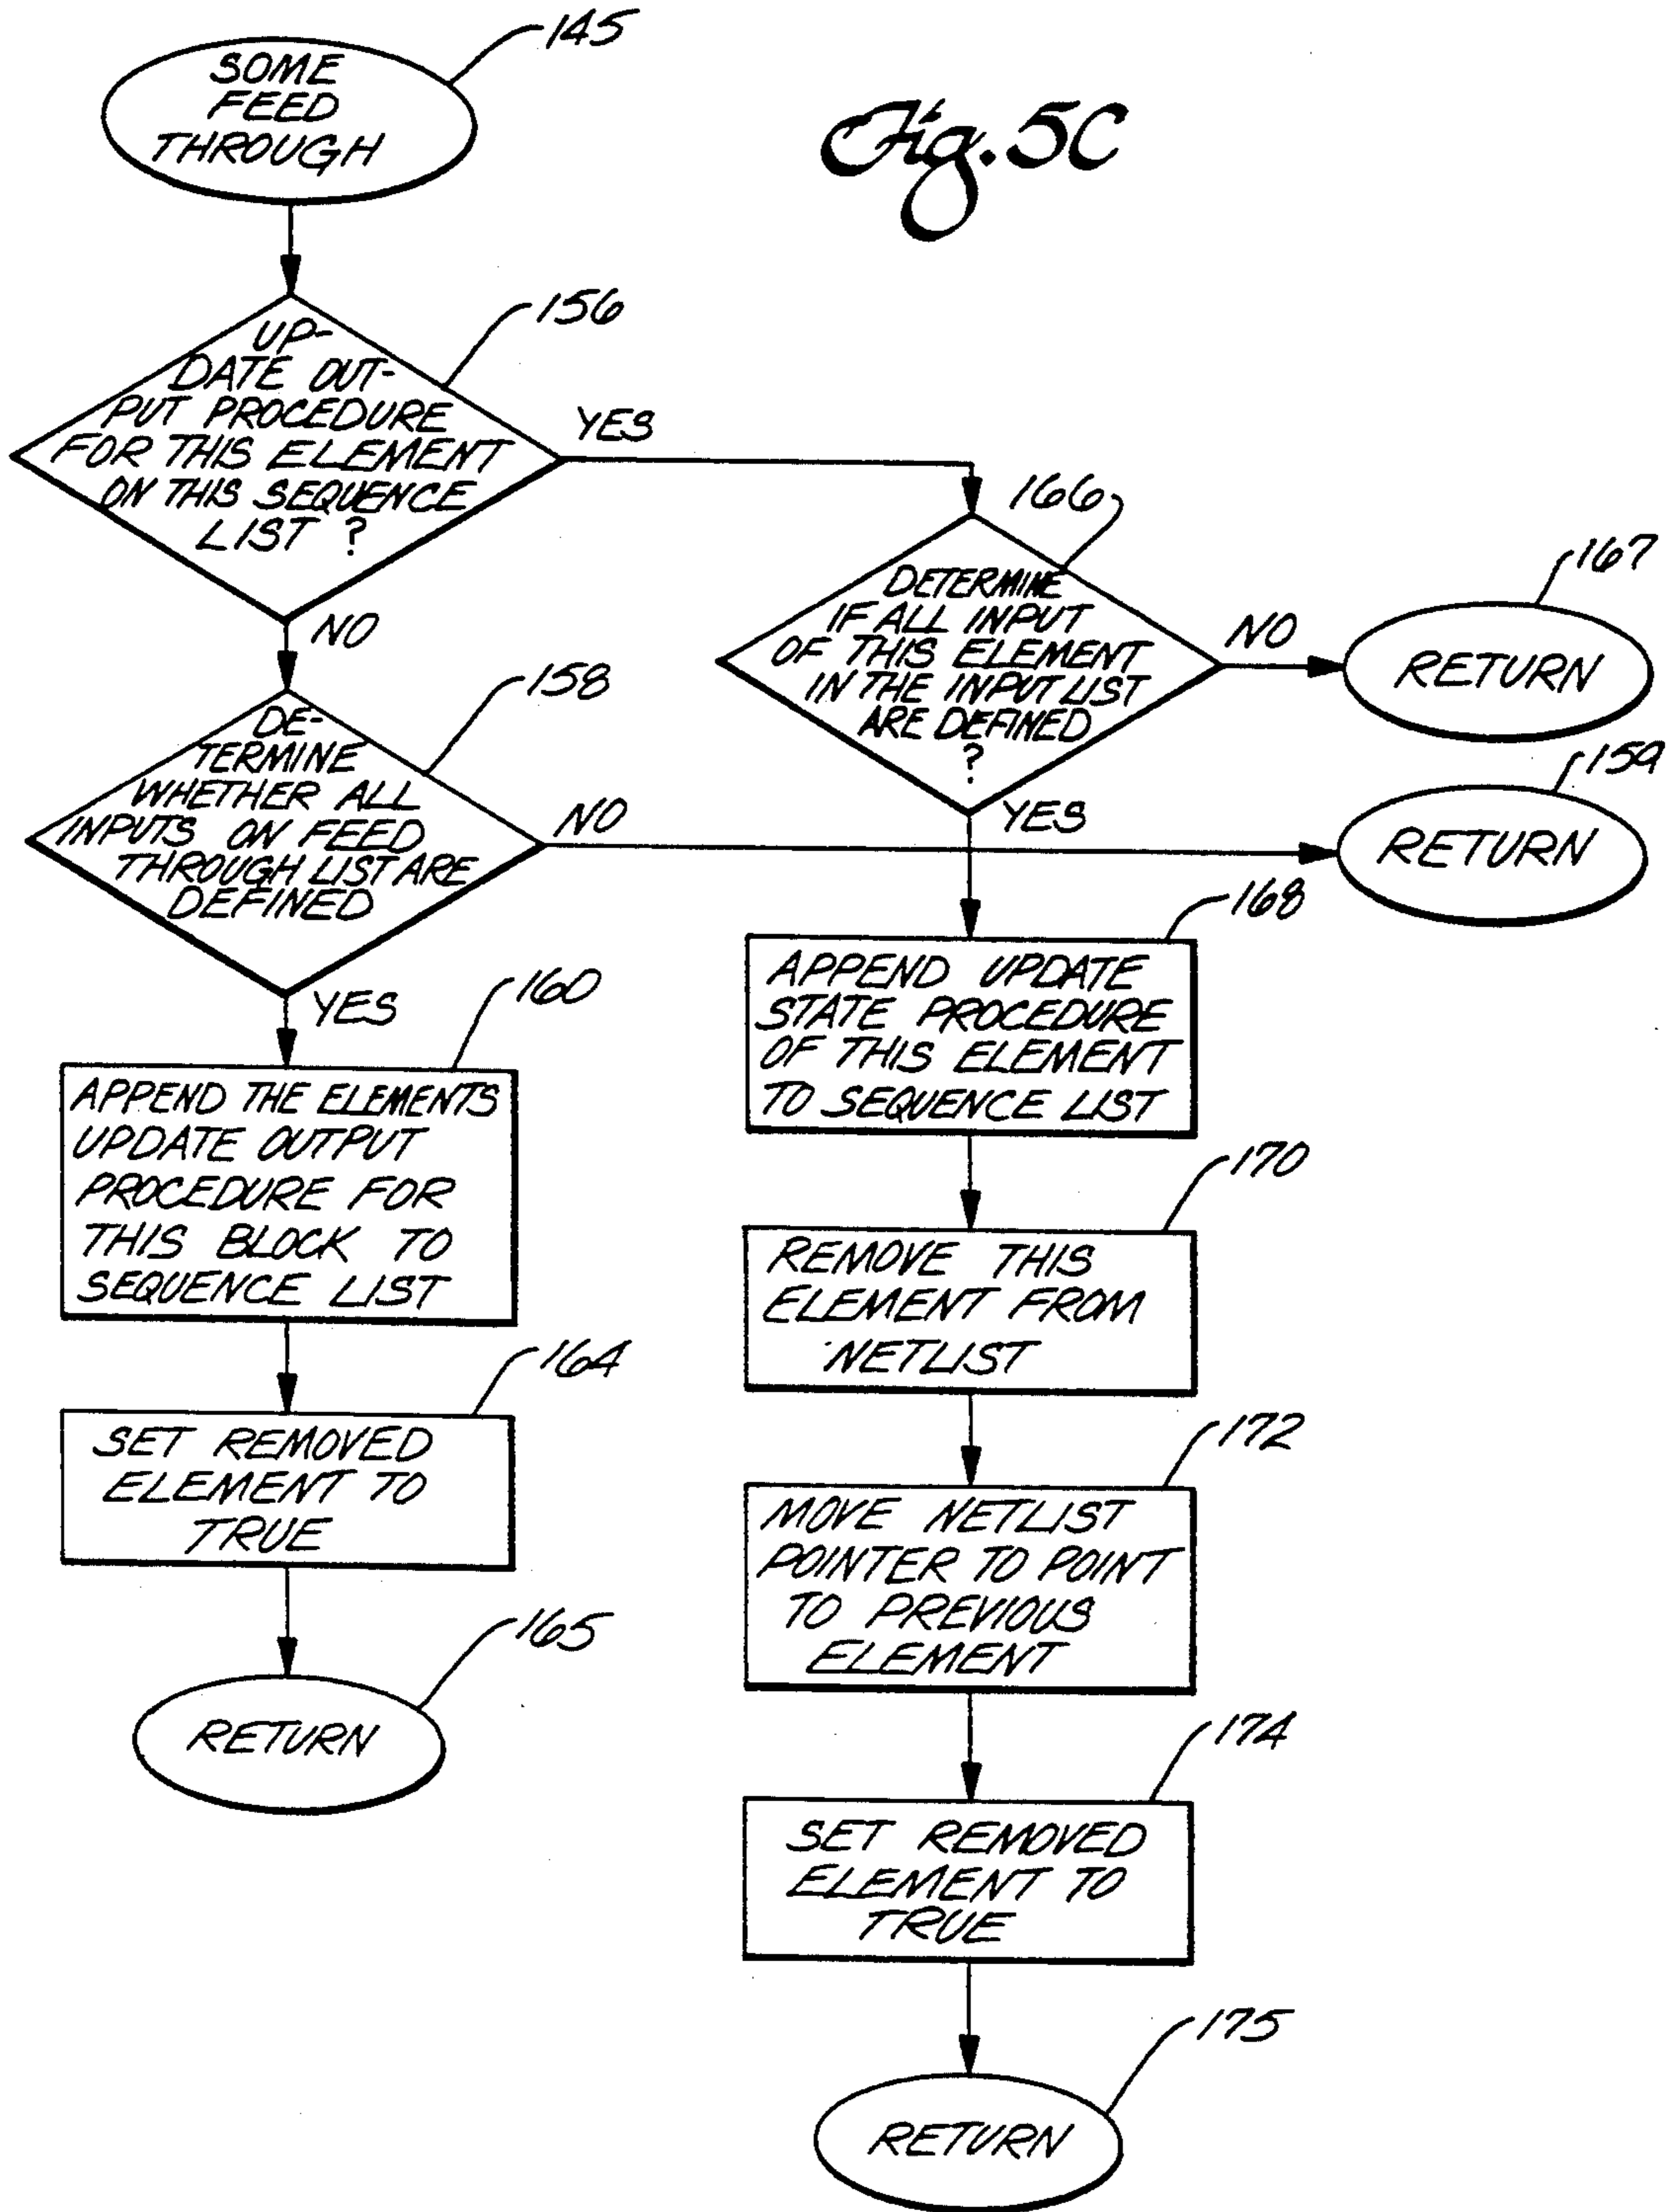 Fig. 5C
145
SOME
FEED
THROUGH
156
UP-
DATE OUT-
PUT PROCEDURE
FOR THIS ELEMENT
ON THIS SEQUENCE
LIST ?
YES
NO
158
DE-
TERMINE
WHETHER ALL
INPUTS ON FEED
THROUGH LIST ARE
DEFINED
NO
YES
159
RETURN
160
APPEND THE ELEMENTS
UPDATE OUTPUT
PROCEDURE FOR
THIS BLOCK TO
SEQUENCE LIST
164
SET REMOVED
ELEMENT TO
TRUE
165
RETURN
166
DETERMINE
IF ALL INPUT
OF THIS ELEMENT
IN THE INPUT LIST
ARE DEFINED
?
NO
YES
167
RETURN
168
APPEND UPDATE
STATE PROCEDURE
OF THIS ELEMENT
TO SEQUENCE LIST
170
REMOVE THIS
ELEMENT FROM
NETLIST
172
MOVE NETLIST
POINTER TO POINT
TO PREVIOUS
ELEMENT
174
SET REMOVED
ELEMENT TO
TRUE
175
RETURN